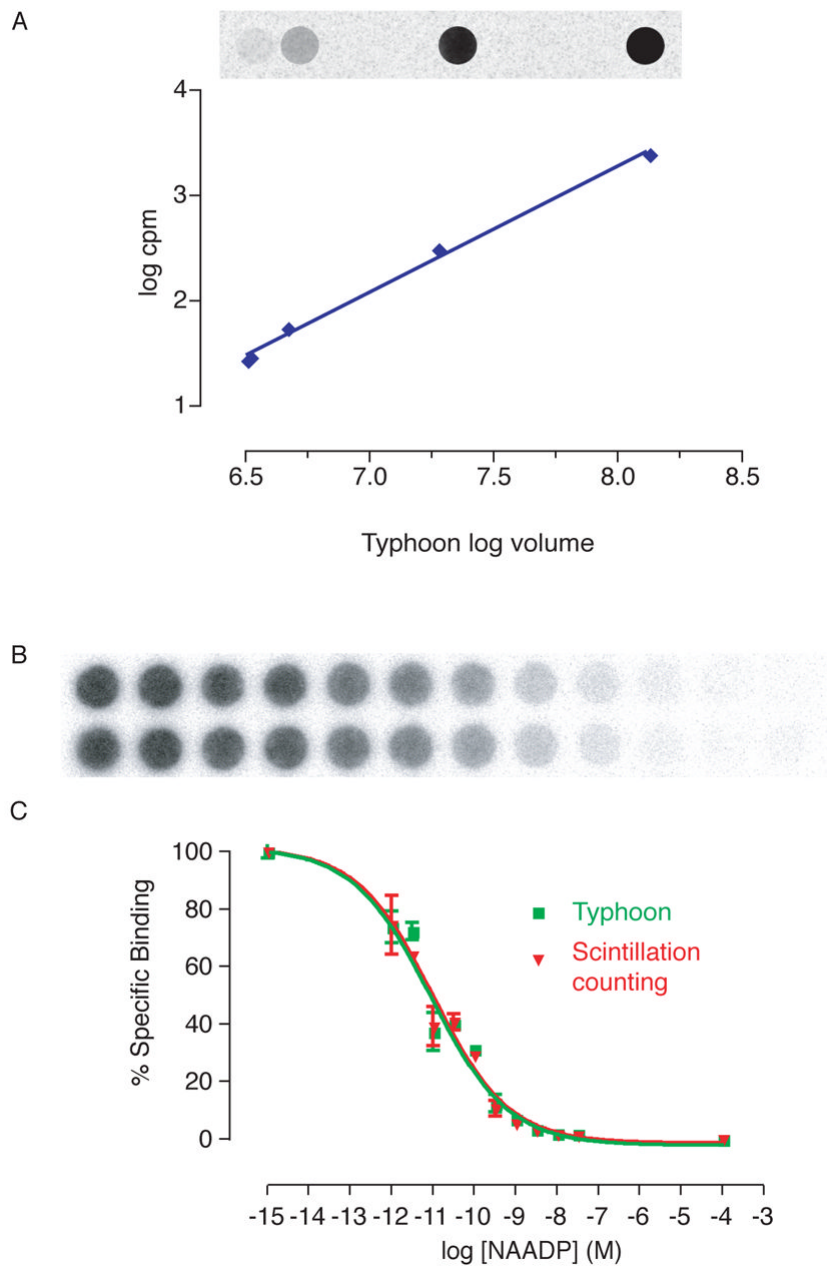 A
4
3
2
1
log cpm
6.5 7.0 7.5 8.0 8.5
Typhoon log volume
B
C
100
80
60
40
20
0
% Specific Binding
Typhoon
Scintillation
counting
-15 -14 -13 -12 -11 -10 -9 -8 -7 -6 -5 -4 -3
log [NAADP] (M)